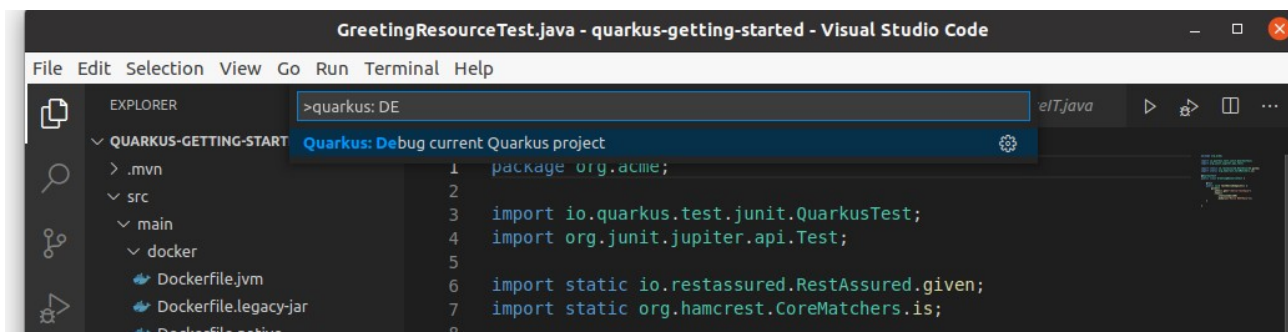 GreetingResourceTest.java - quarkus-getting-started - Visual Studio Code
File Edit Selection View Go Run Terminal Help
EXPLORER
>quarkus: DE
eIT.java
QUARKUS-GETTING-START
Quarkus: Debug current Quarkus project
.mvn
src
main
docker
Dockerfile.jvm
Dockerfile.legacy-jar
Dockerfile.native
1 package org.acme;
2
3 import io.quarkus.test.junit.QuarkusTest;
4 import org.junit.jupiter.api.Test;
5
6 import static io.restassured.RestAssured.given;
7 import static org.hamcrest.CoreMatchers.is;
8